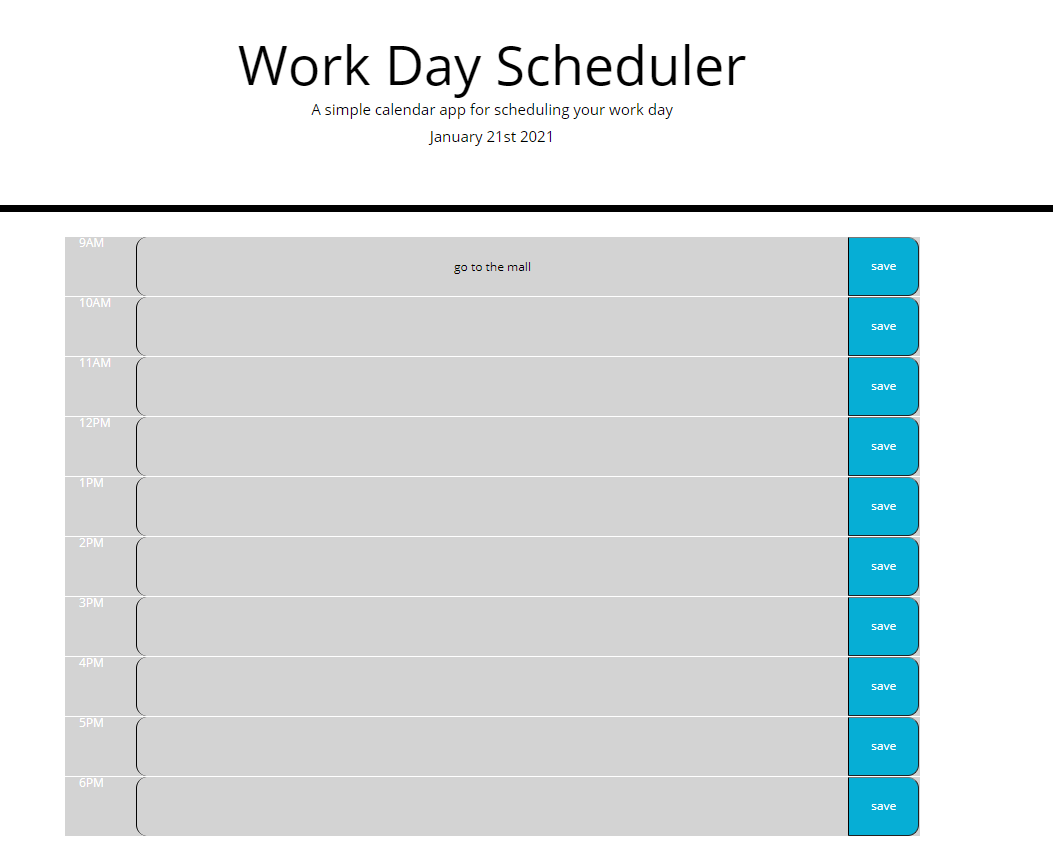 Work Day Scheduler
A simple calendar app for scheduling your work day
January 21st 2021
9AM go to the mall save
10AM save
11AM save
12PM save
1PM save
2PM save
3PM save
4PM save
5PM save
6PM save